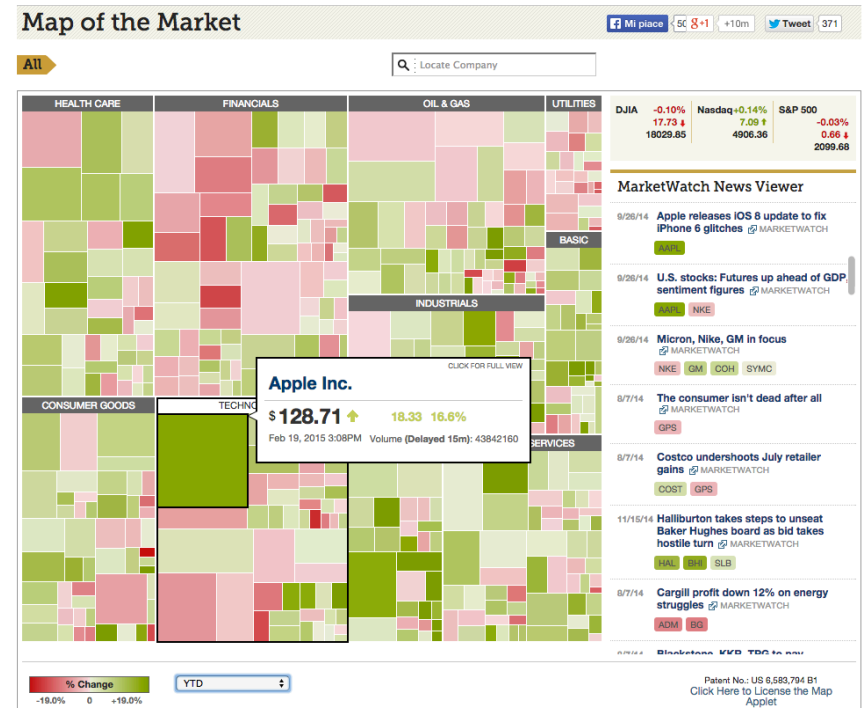 Map of the Market
Mi piace 50 g+1 +10m Tweet 371
All
Locate Company
HEALTH CARE
FINANCIALS
OIL & GAS
UTILITIES
BASIC
INDUSTRIALS
CONSUMER GOODS
TECHNO
SERVICES
CLICK FOR FULL VIEW
Apple Inc.
$ 128.71 18.33 16.6%
Feb 19, 2015 3:08PM Volume (Delayed 15m): 43842160
DJIA -0.10%
17.73
18029.85
Nasdaq +0.14%
7.09
4906.36
S&P 500
-0.03%
0.66
2099.68
MarketWatch News Viewer
9/26/14 Apple releases iOS 8 update to fix
iPhone 6 glitches MARKETWATCH
AAPL
9/26/14 U.S. stocks: Futures up ahead of GDP,
sentiment figures MARKETWATCH
AAPL NKE
9/26/14 Micron, Nike, GM in focus
MARKETWATCH
NKE GM COH SYMC
8/7/14 The consumer isn't dead after all
MARKETWATCH
GPS
8/7/14 Costco undershoots July retailer
gains MARKETWATCH
COST GPS
11/15/14 Halliburton takes steps to unseat
Baker Hughes board as bid takes
hostile turn MARKETWATCH
HAL BHI SLB
8/7/14 Cargill profit down 12% on energy
struggles MARKETWATCH
ADM BG
Blackstone, KKR, TPG to pay
% Change
-19.0% 0 +19.0%
YTD
Patent No.: US 6,583,794 B1
Click Here to License the Map
Applet